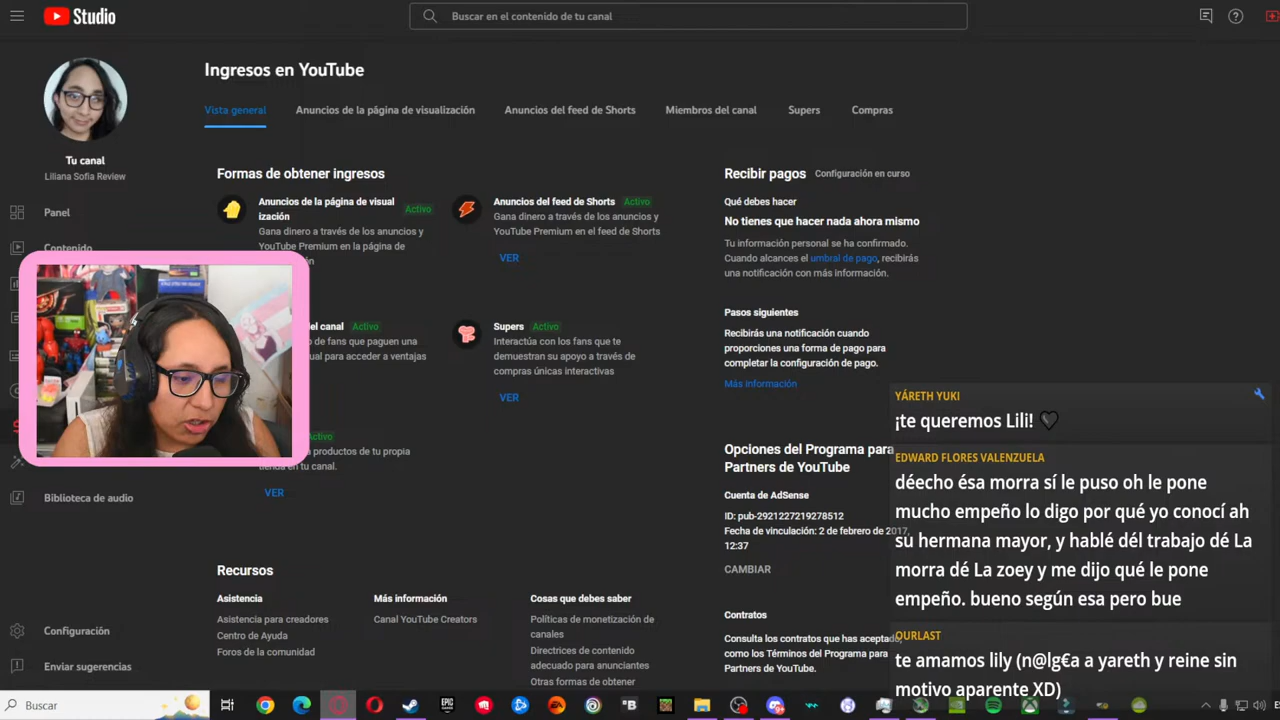 Studio
Buscar en el contenido de tu canal
Ingresos en YouTube
Tu canal
Liliana Sofia Review
Panel
Contenido
Biblioteca de audio
Configuración
Enviar sugerencias
Vista general
Anuncios de la página de visualización
Anuncios del feed de Shorts
Miembros del canal
Supers
Compras
Formas de obtener ingresos
Anuncios de la página de visual
ización
Activo
Gana dinero a través de los anuncios y
YouTube Premium en la página de
Anuncios del feed de Shorts Activo
Gana dinero a través de los anuncios y
YouTube Premium en el feed de Shorts
VER
del canal Activo
de fans que paguen una
para acceder a ventajas
Supers Activo
Interactúa con los fans que te
demuestran su apoyo a través de
compras únicas interactivas
VER
Activo
productos de tu propia
tienda en tu canal.
VER
Recibir pagos Configuración en curso
Qué debes hacer
No tienes que hacer nada ahora mismo
Tu información personal se ha confirmado.
Cuando alcances el umbral de pago, recibirás
una notificación con más información.
Pasos siguientes
Recibirás una notificación cuando
proporciones una forma de pago para
completar la configuración de pago.
Más información
Opciones del Programa para
Partners de YouTube
Cuenta de AdSense
ID: pub-2921227219278512
Fecha de vinculación: 2 de febrero de 2017,
12:37
CAMBIAR
Contratos
Consulta los contratos que has aceptado,
como los Términos del Programa para
Partners de YouTube.
Recursos
Asistencia
Asistencia para creadores
Centro de Ayuda
Foros de la comunidad
Más información
Canal YouTube Creators
Cosas que debes saber
Políticas de monetización de
canales
Directrices de contenido
adecuado para anunciantes
Otras formas de obtener
YÁRETH YUKI
¡te queremos Lili!
EDWARD FLORES VALENZUELA
déecho ésa morra sí le puso oh le pone
mucho empeño lo digo por qué yo conocí ah
su hermana mayor, y hablé dél trabajo dé La
morra dé La zoey y me dijo qué le pone
empeño. bueno según esa pero bue
OURLAST
te amamos lily (n@lg€a a yareth y reine sin
motivo aparente XD)
Buscar
EPIC
GAMES
B